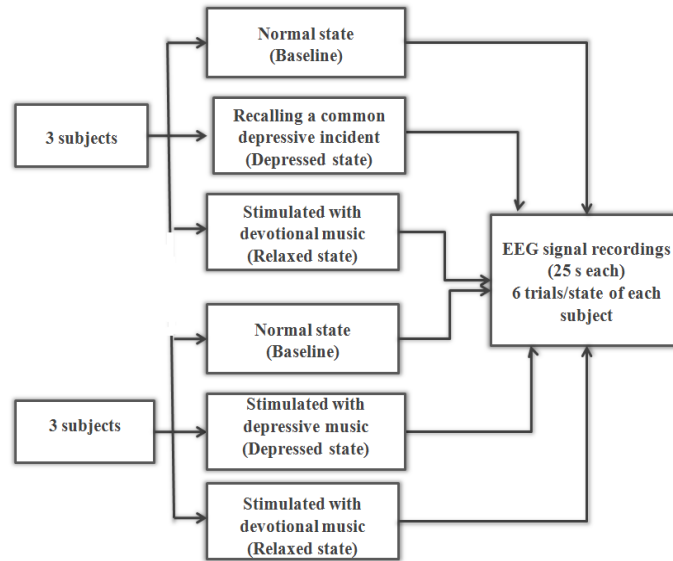 3 subjects
Normal state
(Baseline)
Recalling a common
depressive incident
(Depressed state)
Stimulated with
devotional music
(Relaxed state)
3 subjects
Normal state
(Baseline)
Stimulated with
depressive music
(Depressed state)
Stimulated with
devotional music
(Relaxed state)
EEG signal recordings
(25 s each)
6 trials/state of each
subject